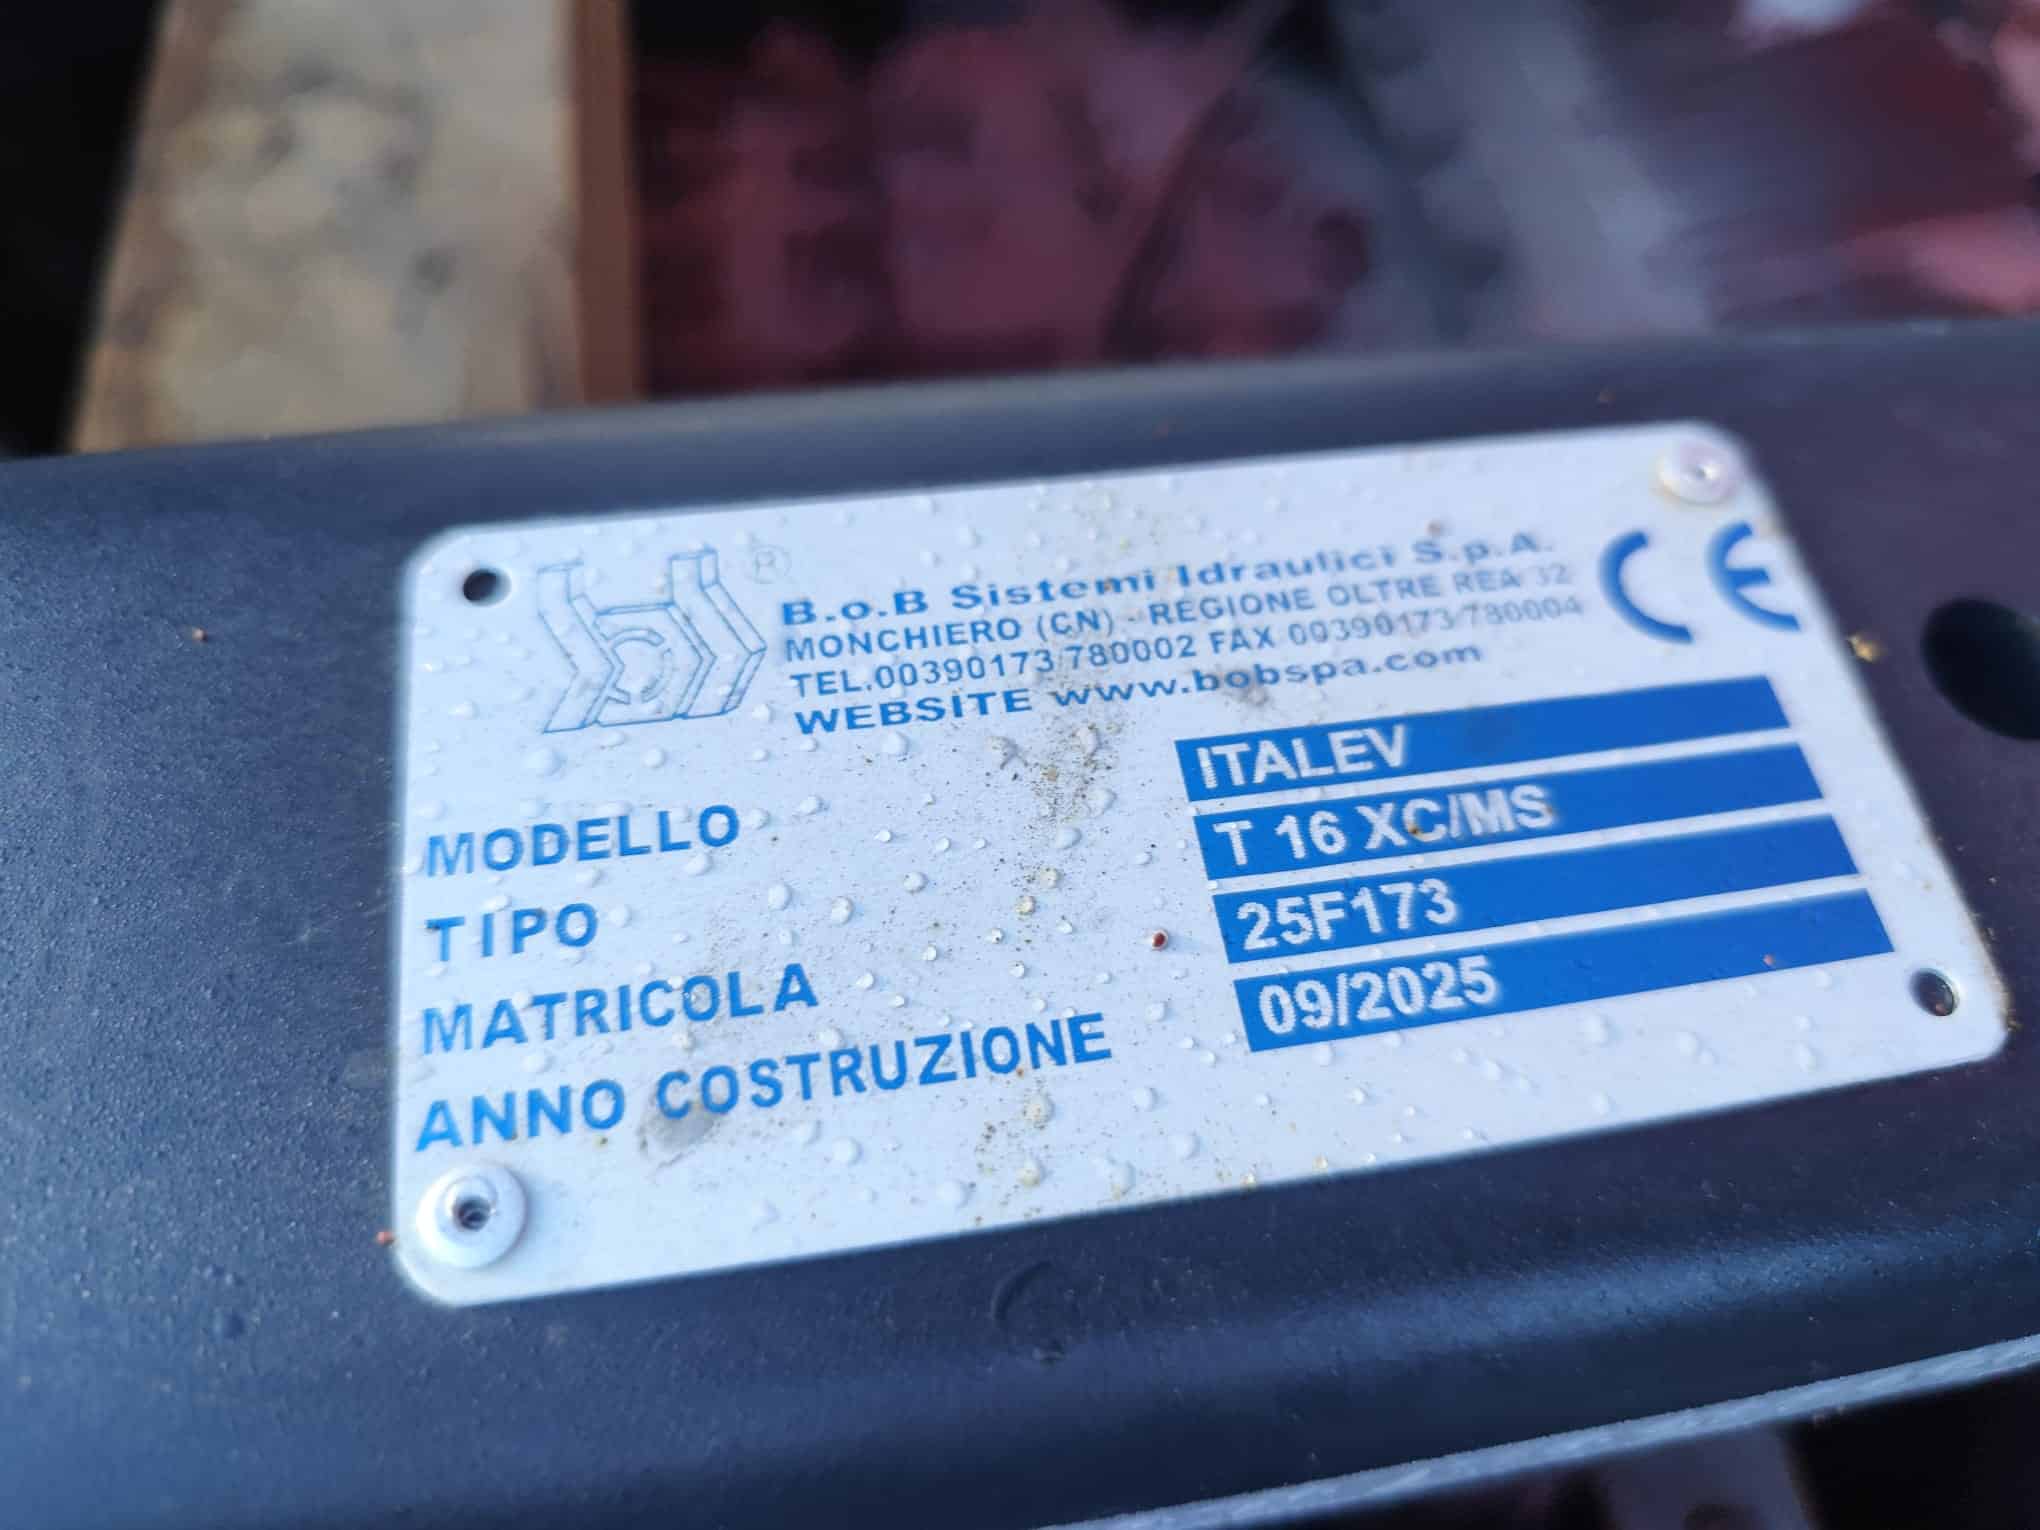 ®
B.o.B Sistemi Idraulici S.p.A.
MONCHIERO (CN) - REGIONE OLTRE REA 32
TEL.00390173/780002 FAX 00390173/780004
WEBSITE www.bobspa.com
CE
MODELLO ITALEV
TIPO T 16 XC/MS
MATRICOLA 25F173
ANNO COSTRUZIONE 09/2025